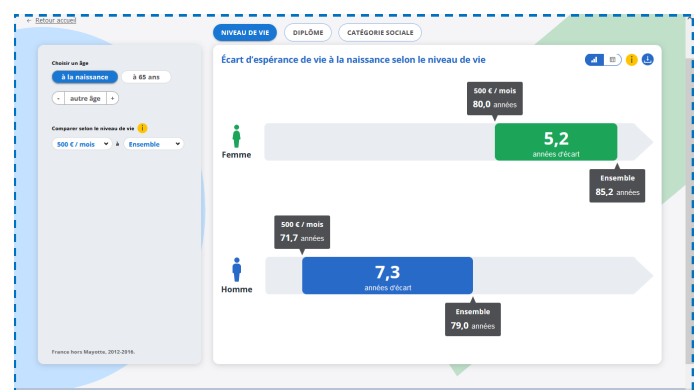 ← Retour accueil
NIVEAU DE VIE DIPLÔME CATÉGORIE SOCIALE
Choisir un âge
à la naissance à 65 ans
- autre âge +
Comparer selon le niveau de vie i
500 € / mois à Ensemble
France hors Mayotte, 2012-2016.
Écart d'espérance de vie à la naissance selon le niveau de vie
i
500 € / mois
80,0 années
Femme
5,2
années d'écart
Ensemble
85,2 années
500 € / mois
71,7 années
Homme
7,3
années d'écart
Ensemble
79,0 années